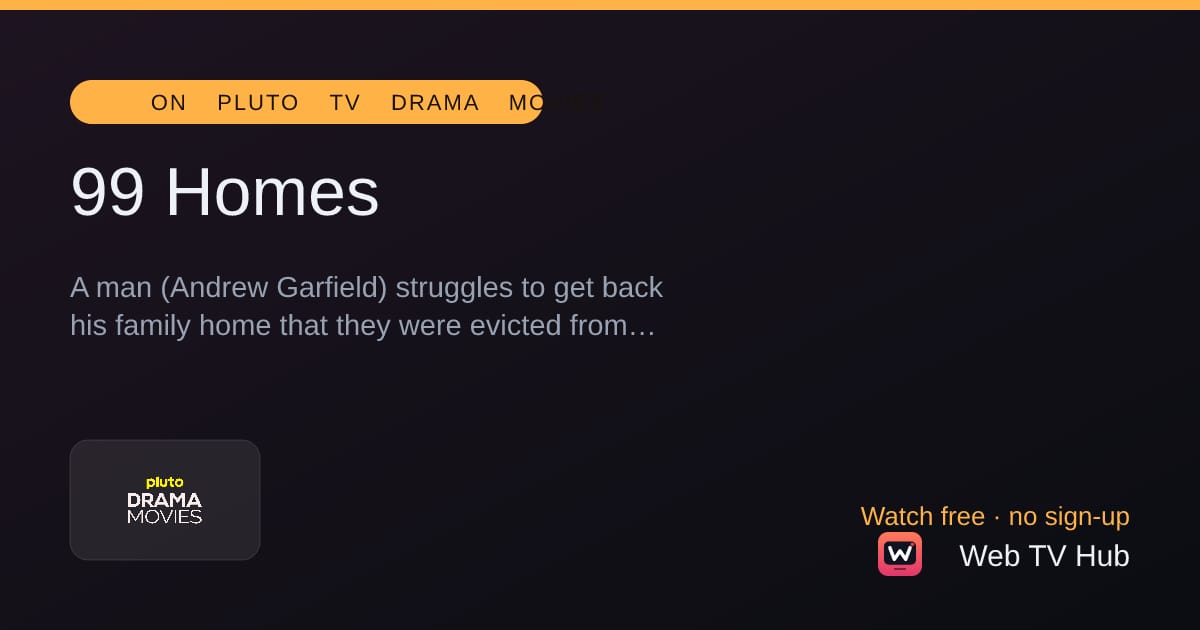 ON PLUTO TV DRAMA MOVIES
99 Homes
A man (Andrew Garfield) struggles to get back
his family home that they were evicted from…
pluto
DRAMA
MOVIES
Watch free · no sign-up
W
Web TV Hub